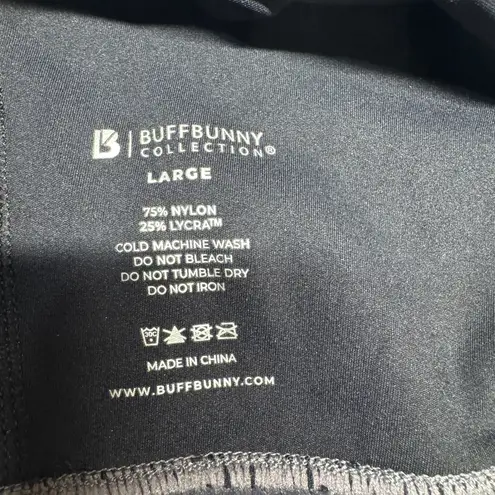 BUFFBUNNY
COLLECTION®
LARGE
75% NYLON
25% LYCRA™
COLD MACHINE WASH
DO NOT BLEACH
DO NOT TUMBLE DRY
DO NOT IRON
30C
MADE IN CHINA
WWW.BUFFBUNNY.COM